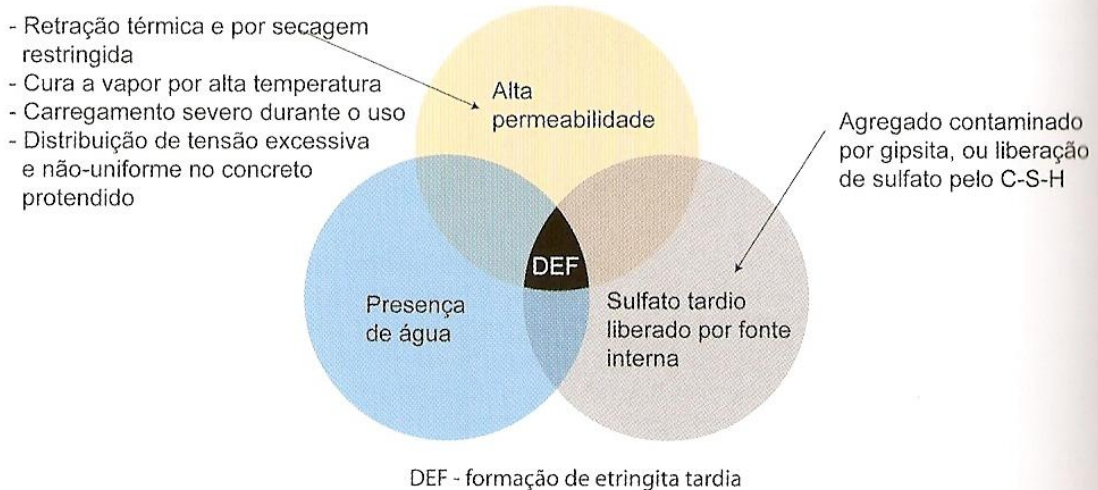 - Retração térmica e por secagem
restringida
- Cura a vapor por alta temperatura
- Carregamento severo durante o uso
- Distribuição de tensão excessiva
e não-uniforme no concreto
protendido
Alta
permeabilidade
Agregado contaminado
por gipsita, ou liberação
de sulfato pelo C-S-H
DEF
Presença
de água
Sulfato tardio
liberado por fonte
interna
DEF - formação de etringita tardia